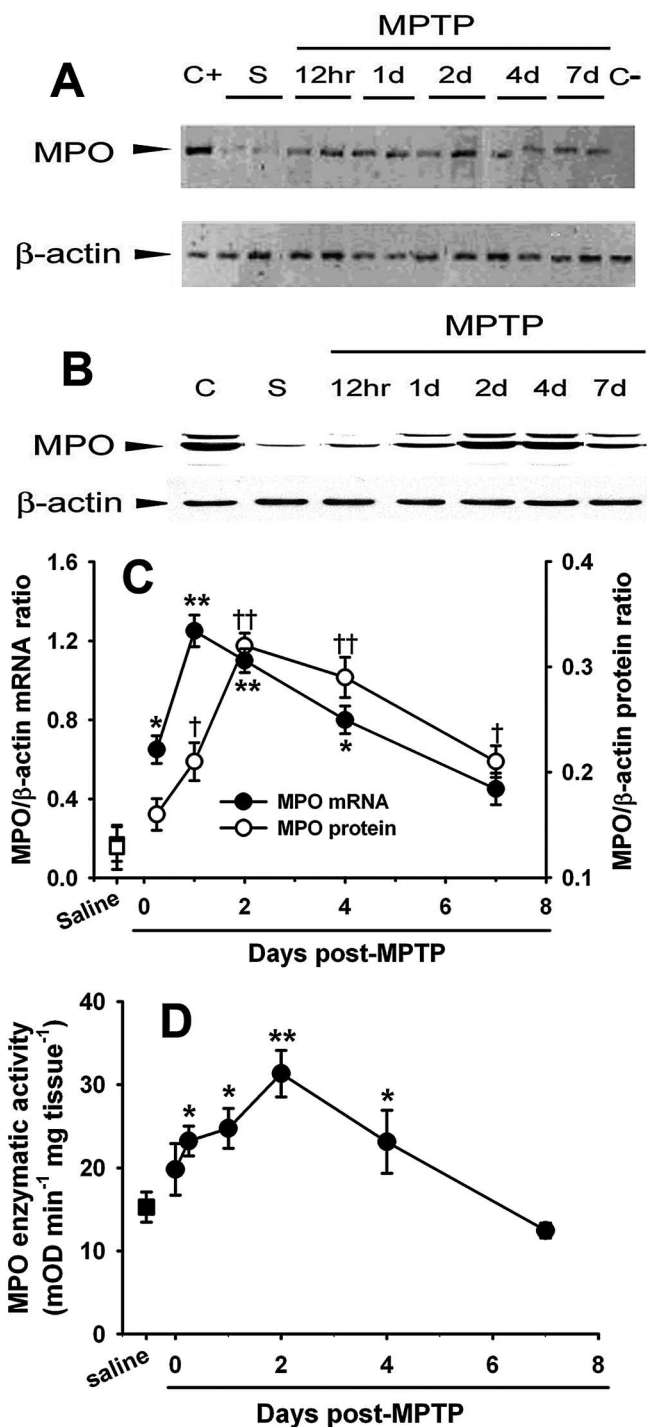 MPTP
A
C+ S 12hr 1d 2d 4d 7d C-
MPO
β-actin
MPTP
B
C S 12hr 1d 2d 4d 7d
MPO
β-actin
C
MPO/β-actin mRNA ratio
1.6
1.2
0.8
0.4
0.0
MPO/β-actin protein ratio
0.4
0.3
0.2
0.1
** †† †† †
* † ** *
MPO mRNA
MPO protein
Saline 0 2 4 6 8
Days post-MPTP
D
MPO enzymatic activity
(mOD min-1 mg tissue-1)
40
30
20
10
0
* * ** *
saline 0 2 4 6 8
Days post-MPTP